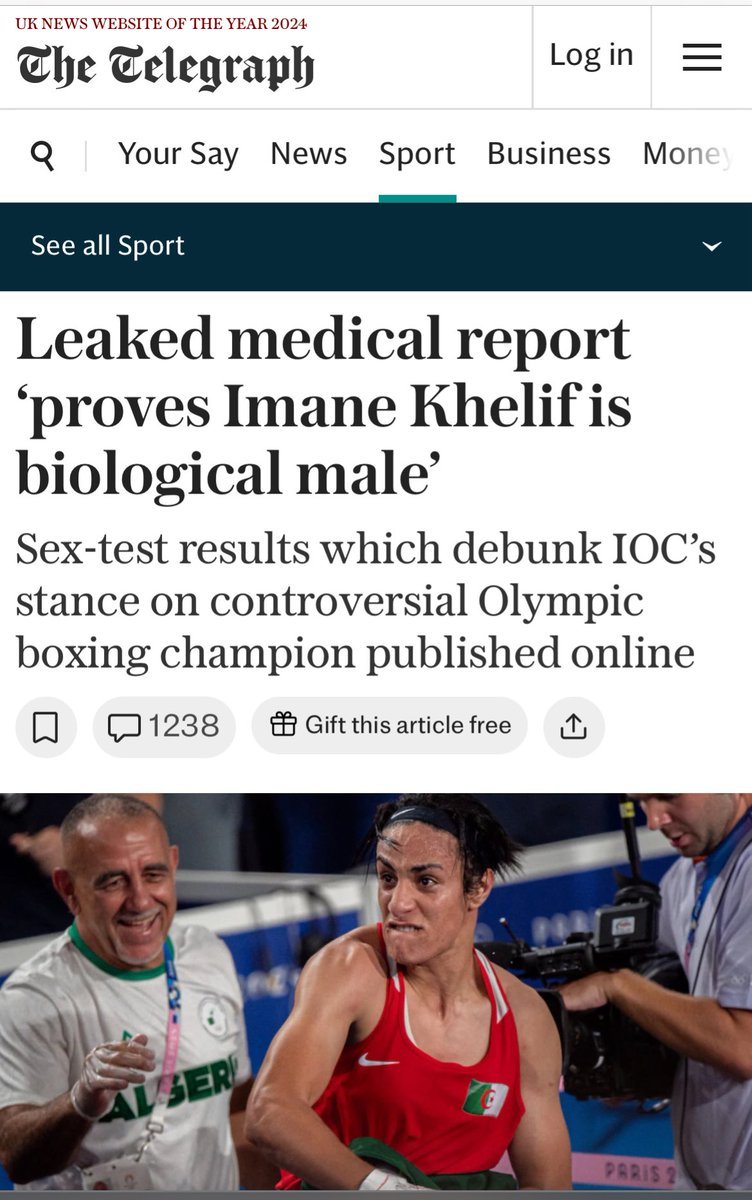 UK NEWS WEBSITE OF THE YEAR 2024
The Telegraph
Log in
Your Say News Sport Business Money
See all Sport
Leaked medical report
‘proves Imane Khelif is
biological male’
Sex-test results which debunk IOC’s
stance on controversial Olympic
boxing champion published online
1238
Gift this article free
ALGERI
PARIS 2